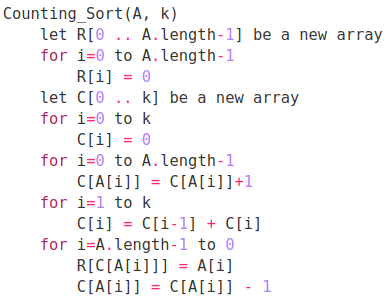 Counting_Sort(A, k)
    let R[0 .. A.length-1] be a new array
    for i=0 to A.length-1
        R[i] = 0
    let C[0 .. k] be a new array
    for i=0 to k
        C[i] = 0
    for i=0 to A.length-1
        C[A[i]] = C[A[i]]+1
    for i=1 to k
        C[i] = C[i-1] + C[i]
    for i=A.length-1 to 0
        R[C[A[i]]] = A[i]
        C[A[i]] = C[A[i]] - 1